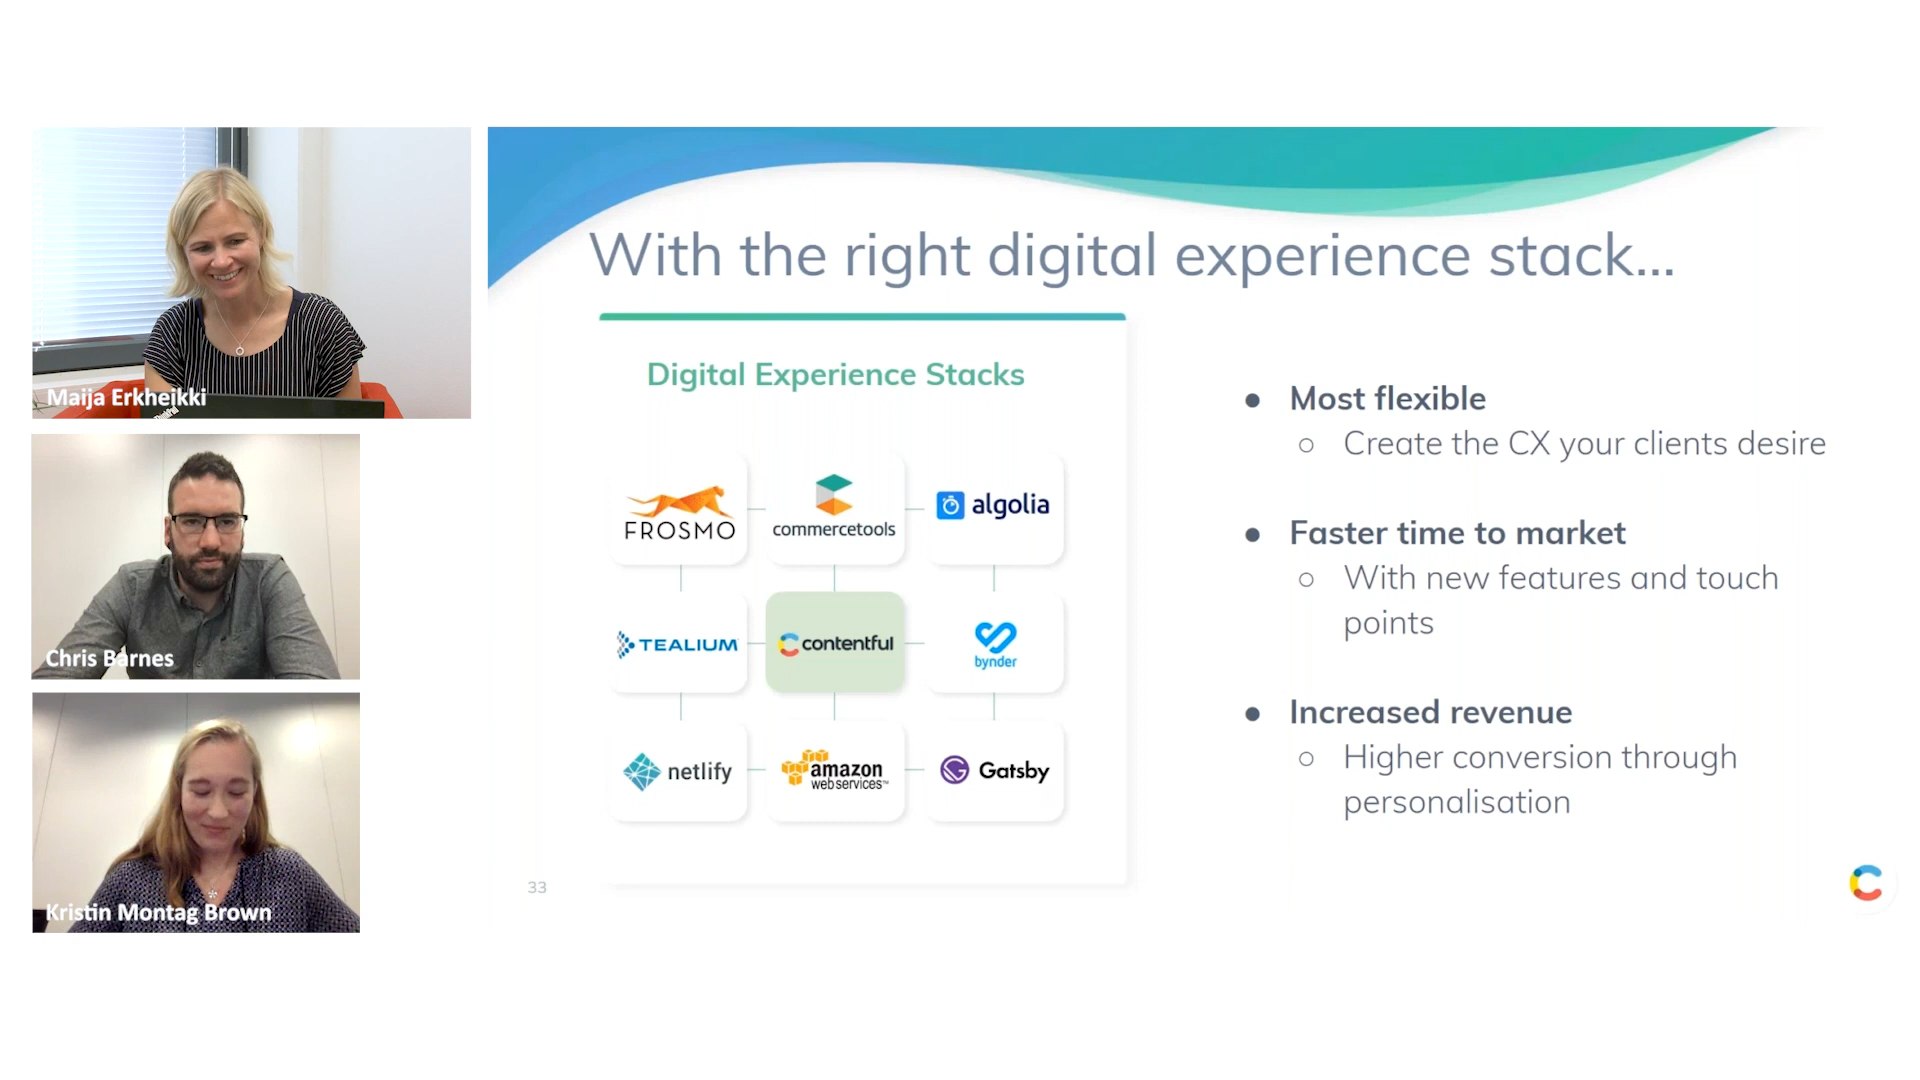 Maija Erkheikki
Chris Barnes
Kristin Montag Brown
With the right digital experience stack...
Digital Experience Stacks
FROSMO
commercetools
algolia
TEALIUM
contentful
bynder
netlify
amazon
webservices™
Gatsby
● Most flexible
○ Create the CX your clients desire
● Faster time to market
○ With new features and touch
points
● Increased revenue
○ Higher conversion through
personalisation
33